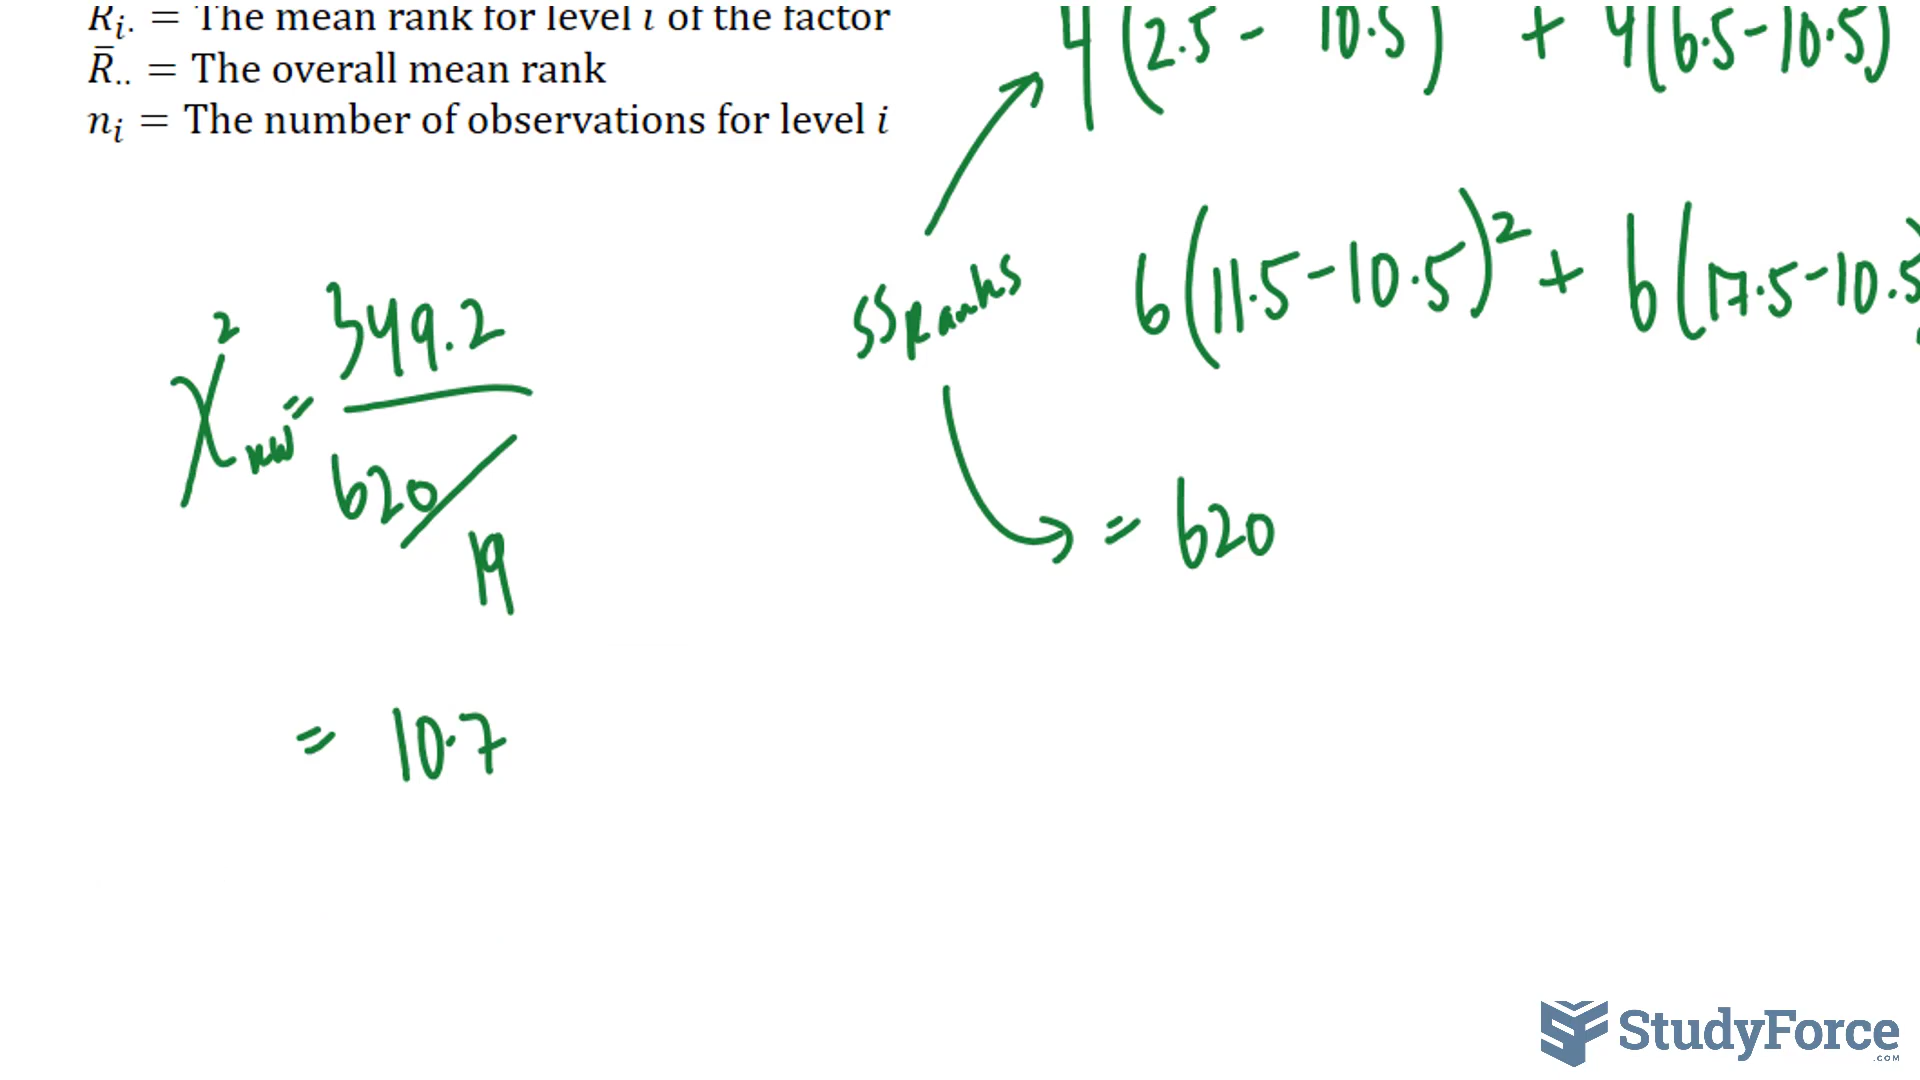 R̄ᵢ. = The mean rank for level i of the factor
R̄.. = The overall mean rank
nᵢ = The number of observations for level i
4(2.5 - 10.5) + 4(6.5-10.5)
6(11.5-10.5)² + 6(17.5-10.5)
SSRanks
χ²KW = 349.2
620/19
= 620
= 10.7
StudyForce
.COM